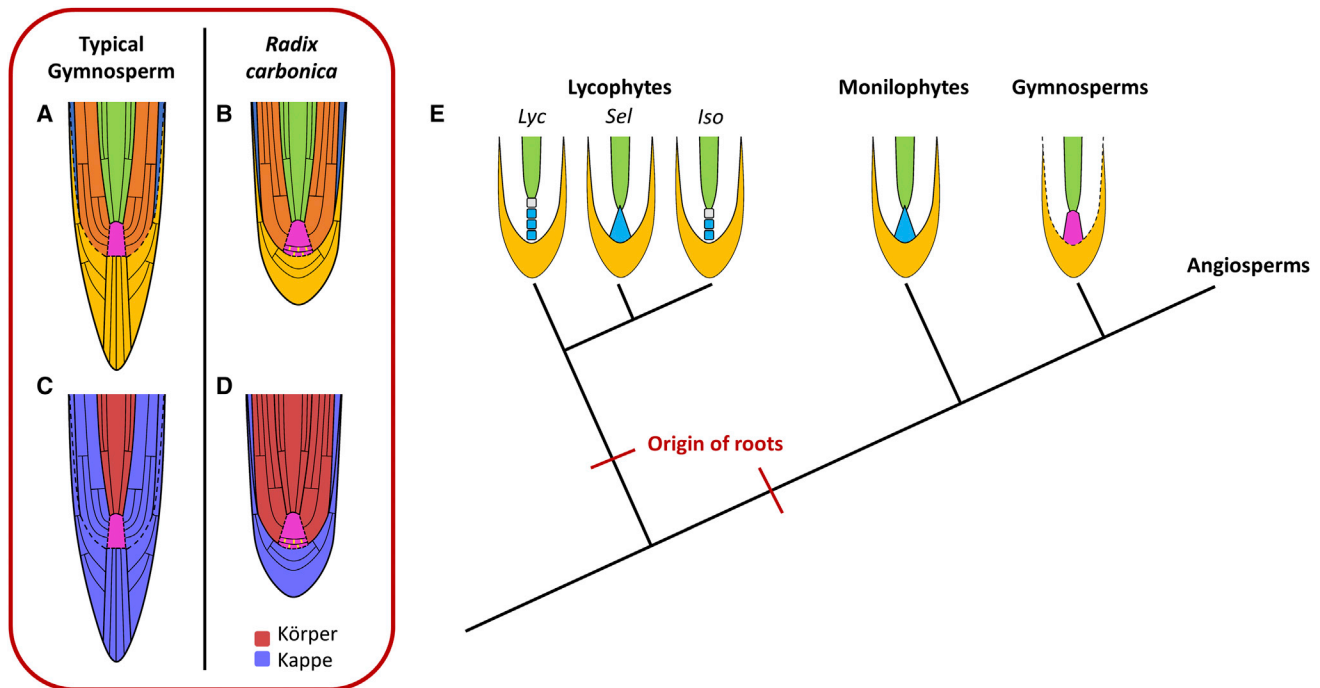 Typical
Gymnosperm
Radix
carbonica
A
B
C
D
Körper
Kappe
E
Lycophytes
Lyc
Sel
Iso
Monilophytes
Gymnosperms
Angiosperms
Origin of roots